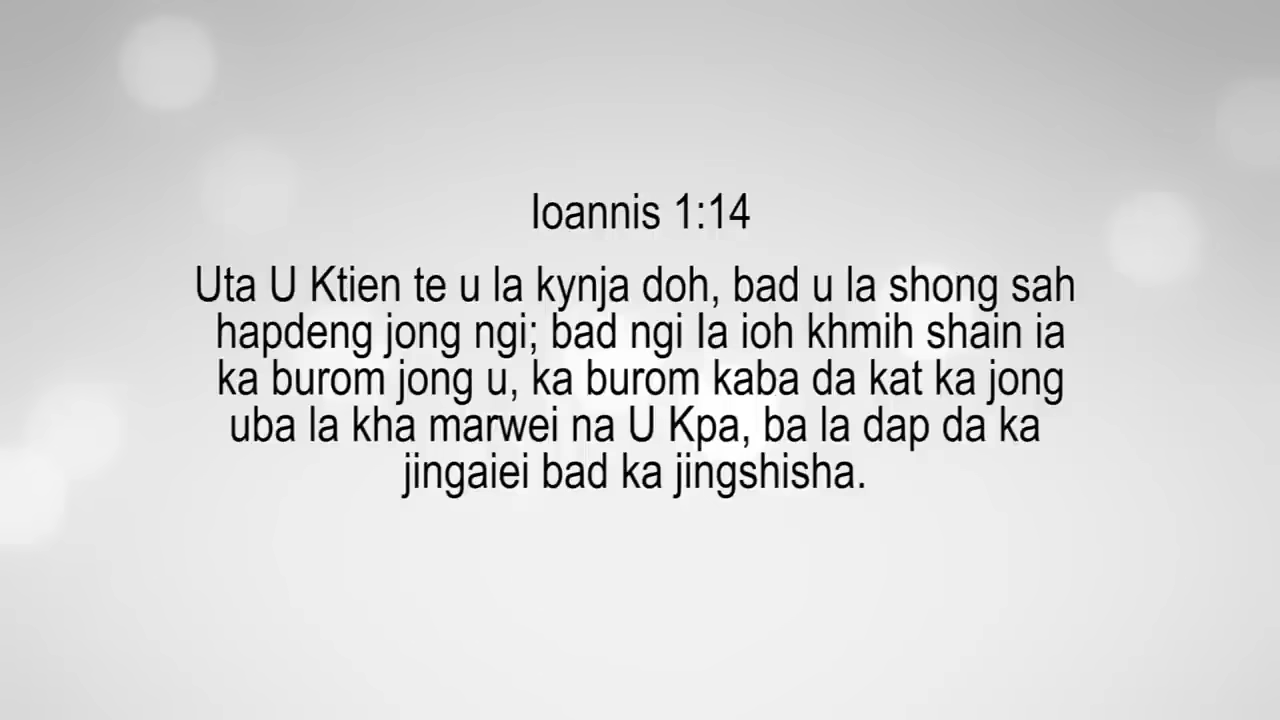 Ioannis 1:14
Uta U Ktien te u la kynja doh, bad u la shong sah
hapdeng jong ngi; bad ngi la ioh khmih shain ia
ka burom jong u, ka burom kaba da kat ka jong
uba la kha marwei na U Kpa, ba la dap da ka
jingaiei bad ka jingshisha.